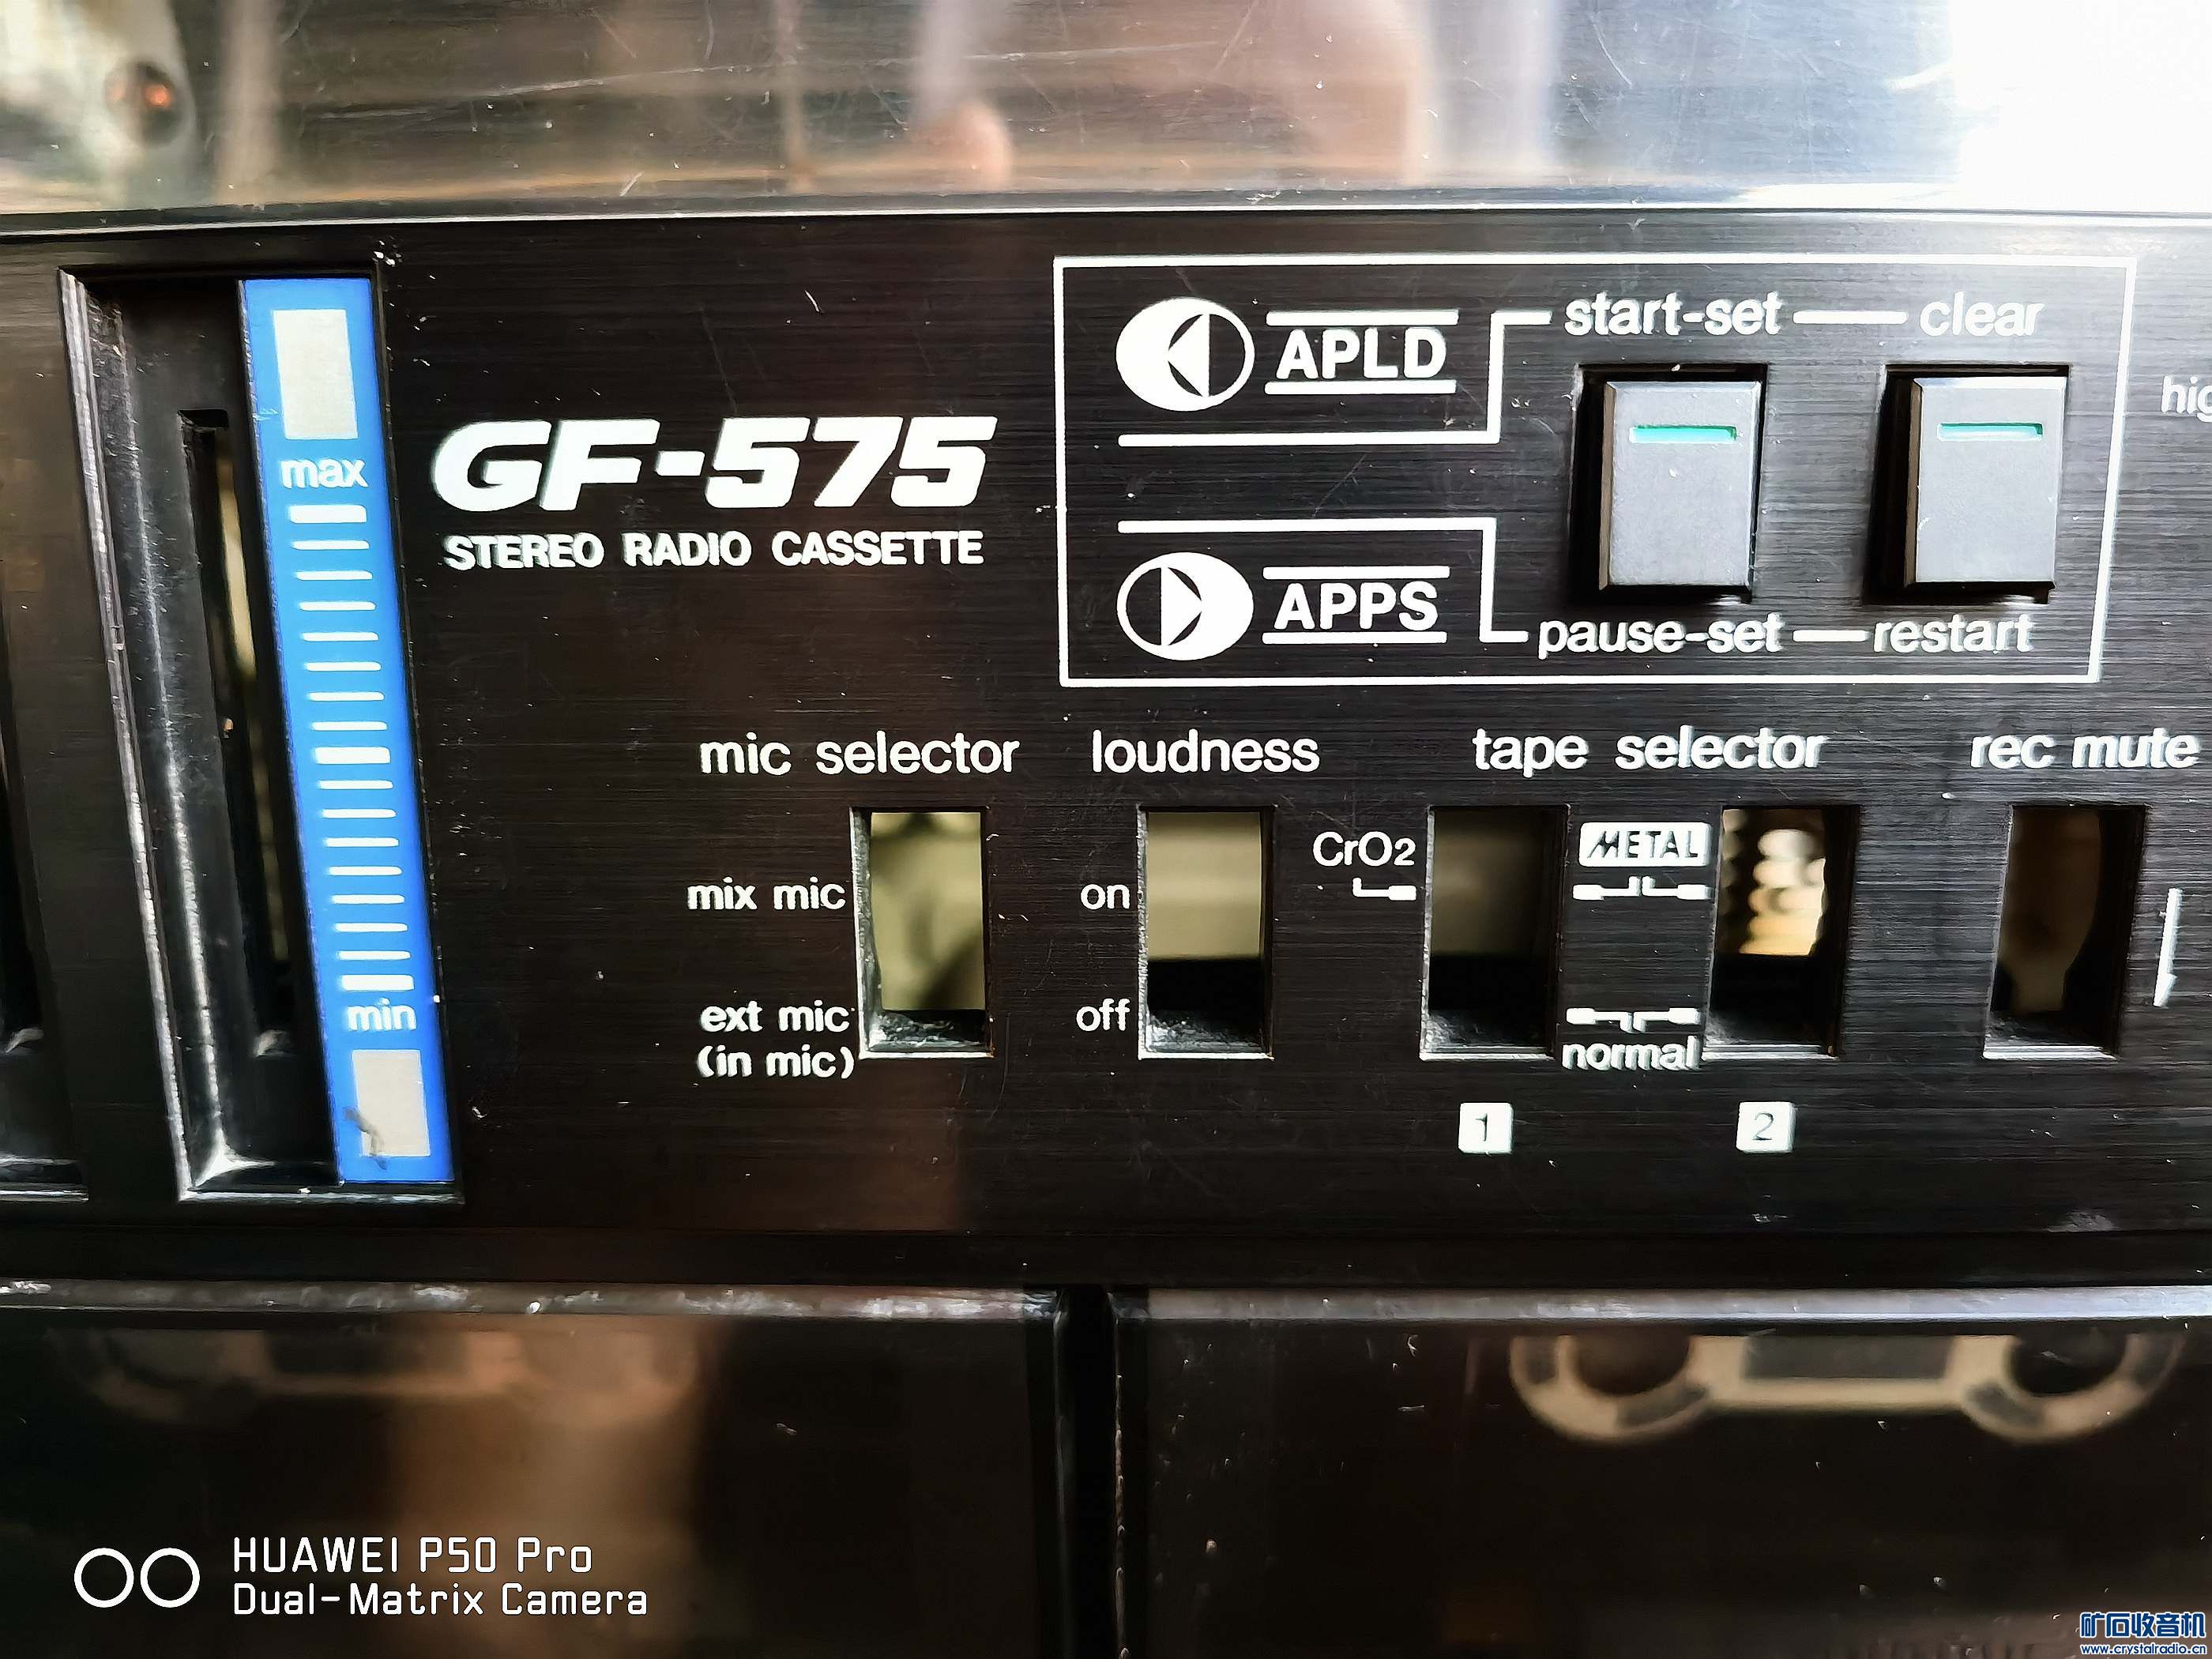 APLD
start-set
clear
max
GF-575
STEREO RADIO CASSETTE
APPS
pause-set
restart
mic selector
loudness
tape selector
rec mute
CrO2
METAL
mix mic
on
min
ext mic
(in mic)
off
normal
1
2
HUAWEI P50 Pro
Dual-Matrix Camera
矿石收音机
www.crystalradio.cn